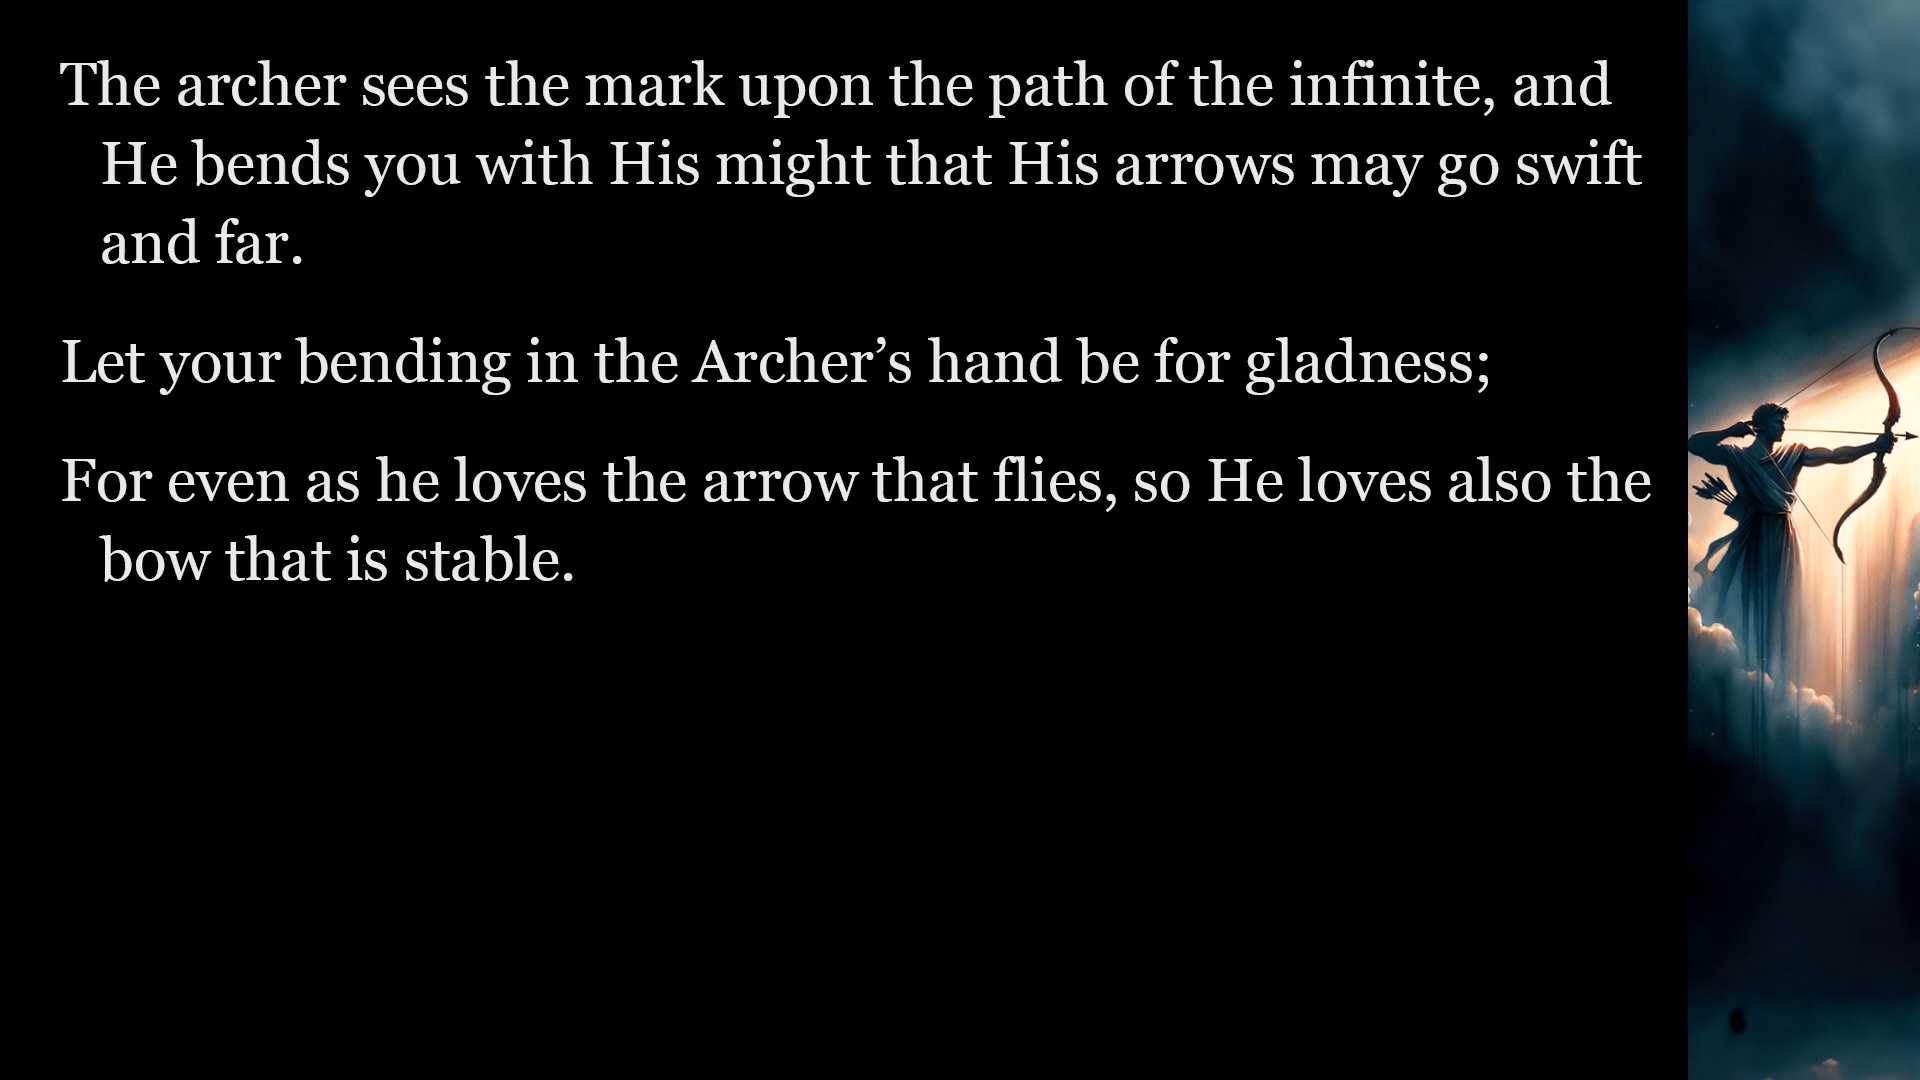 The archer sees the mark upon the path of the infinite, and
He bends you with His might that His arrows may go swift
and far.
Let your bending in the Archer’s hand be for gladness;
For even as he loves the arrow that flies, so He loves also the
bow that is stable.